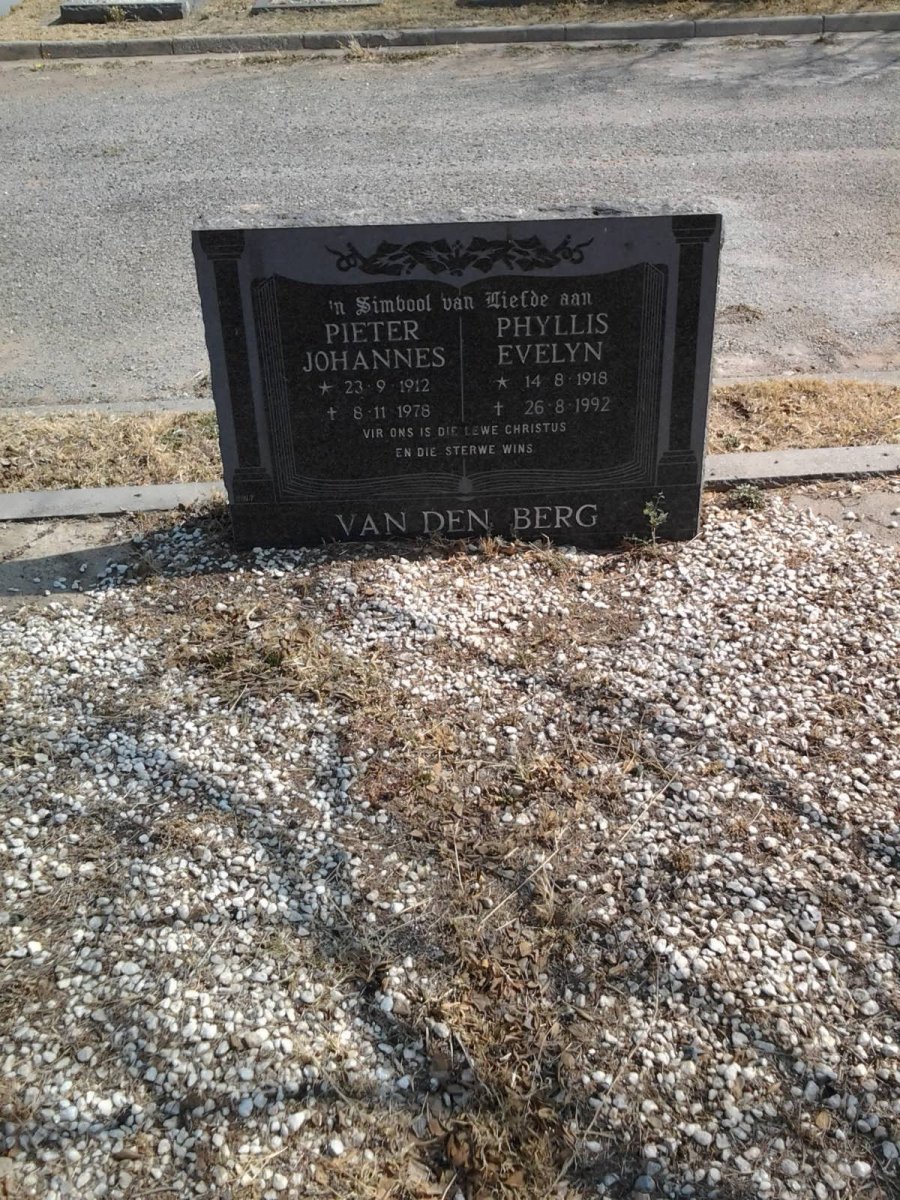 'n Simbool van Liefde aan
PIETER
JOHANNES
★ 23·9·1912
✝ 8·11·1978
PHYLLIS
EVELYN
★ 14·8·1918
✝ 26·8·1992
VIR ONS IS DIE LEWE CHRISTUS
EN DIE STERWE WINS
VAN DEN BERG